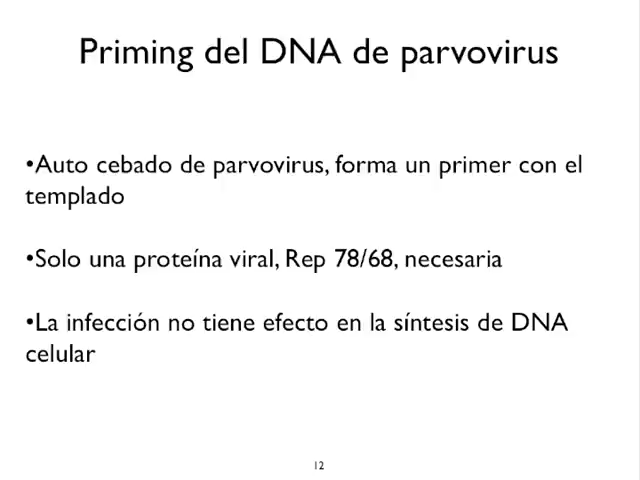 Priming del DNA de parvovirus
•Auto cebado de parvovirus, forma un primer con el
templado
•Solo una proteína viral, Rep 78/68, necesaria
•La infección no tiene efecto en la síntesis de DNA
celular
12